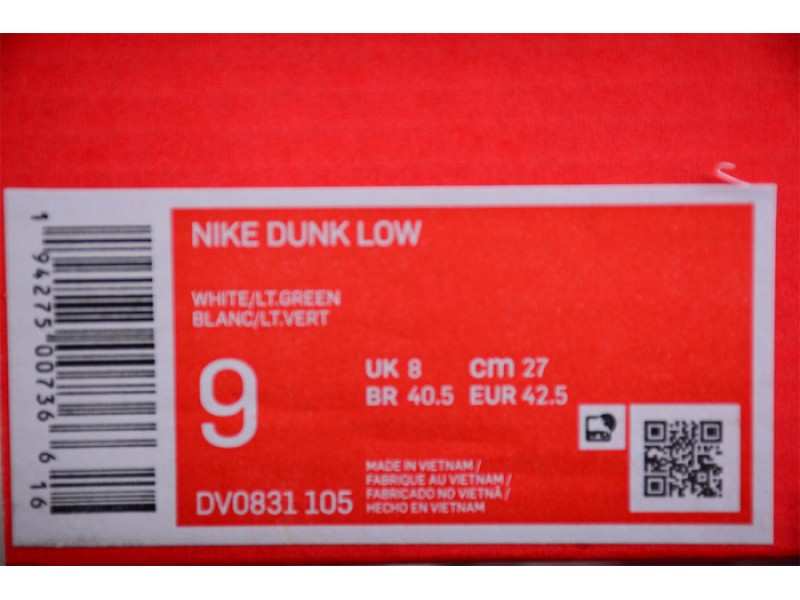 NIKE DUNK LOW
WHITE/LT.GREEN
BLANC/LT.VERT
9
UK 8 cm 27
BR 40.5 EUR 42.5
DV0831 105
MADE IN VIETNAM /
FABRIQUE AU VIETNAM /
FABRICADO NO VIETNÃ /
HECHO EN VIETNAM
1 94275 00736 6 16